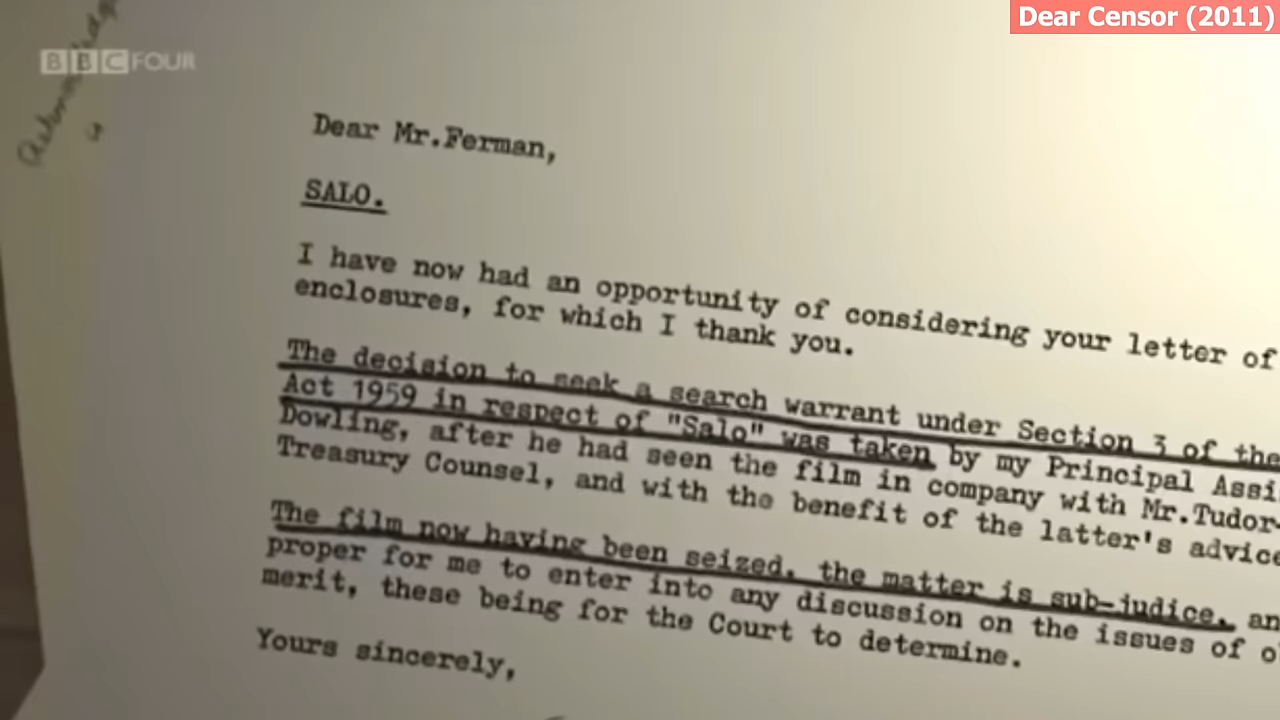 Dear Censor (2011)
BBC FOUR
Dear Mr.Ferman,
SALO.
I have now had an opportunity of considering your letter of
enclosures, for which I thank you.
The decision to seek a search warrant under Section 3 of the
Act 1959 in respect of "Salo" was taken by my Principal Assi
Dowling, after he had seen the film in company with Mr.Tudor-
Treasury Counsel, and with the benefit of the latter's advice
The film now having been seized, the matter is sub-judice, an
proper for me to enter into any discussion on the issues of o
merit, these being for the Court to determine.
Yours sincerely,